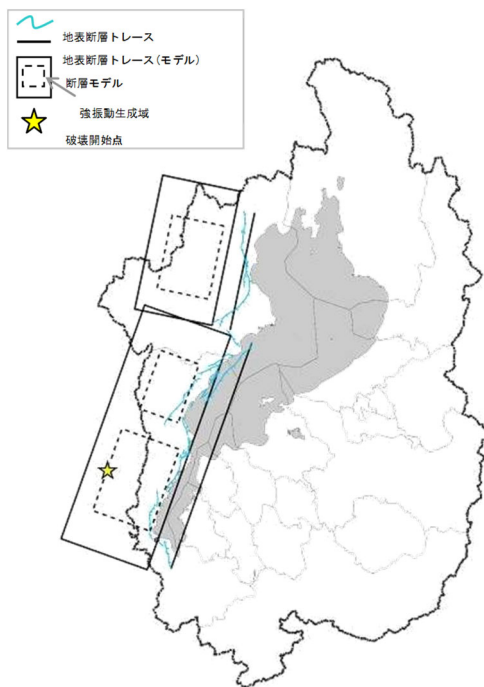 地表断層トレース
地表断層トレース(モデル)
断層モデル
強振動生成域
破壊開始点